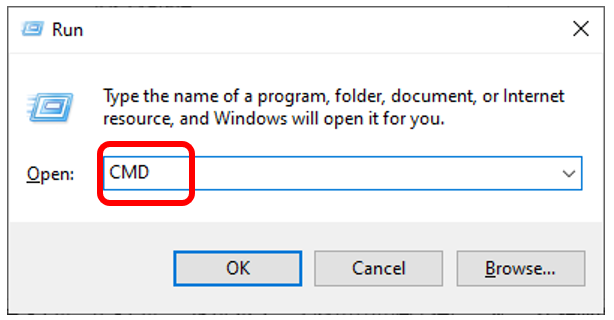 Run
Type the name of a program, folder, document, or Internet
resource, and Windows will open it for you.
Open: CMD
OK Cancel Browse...